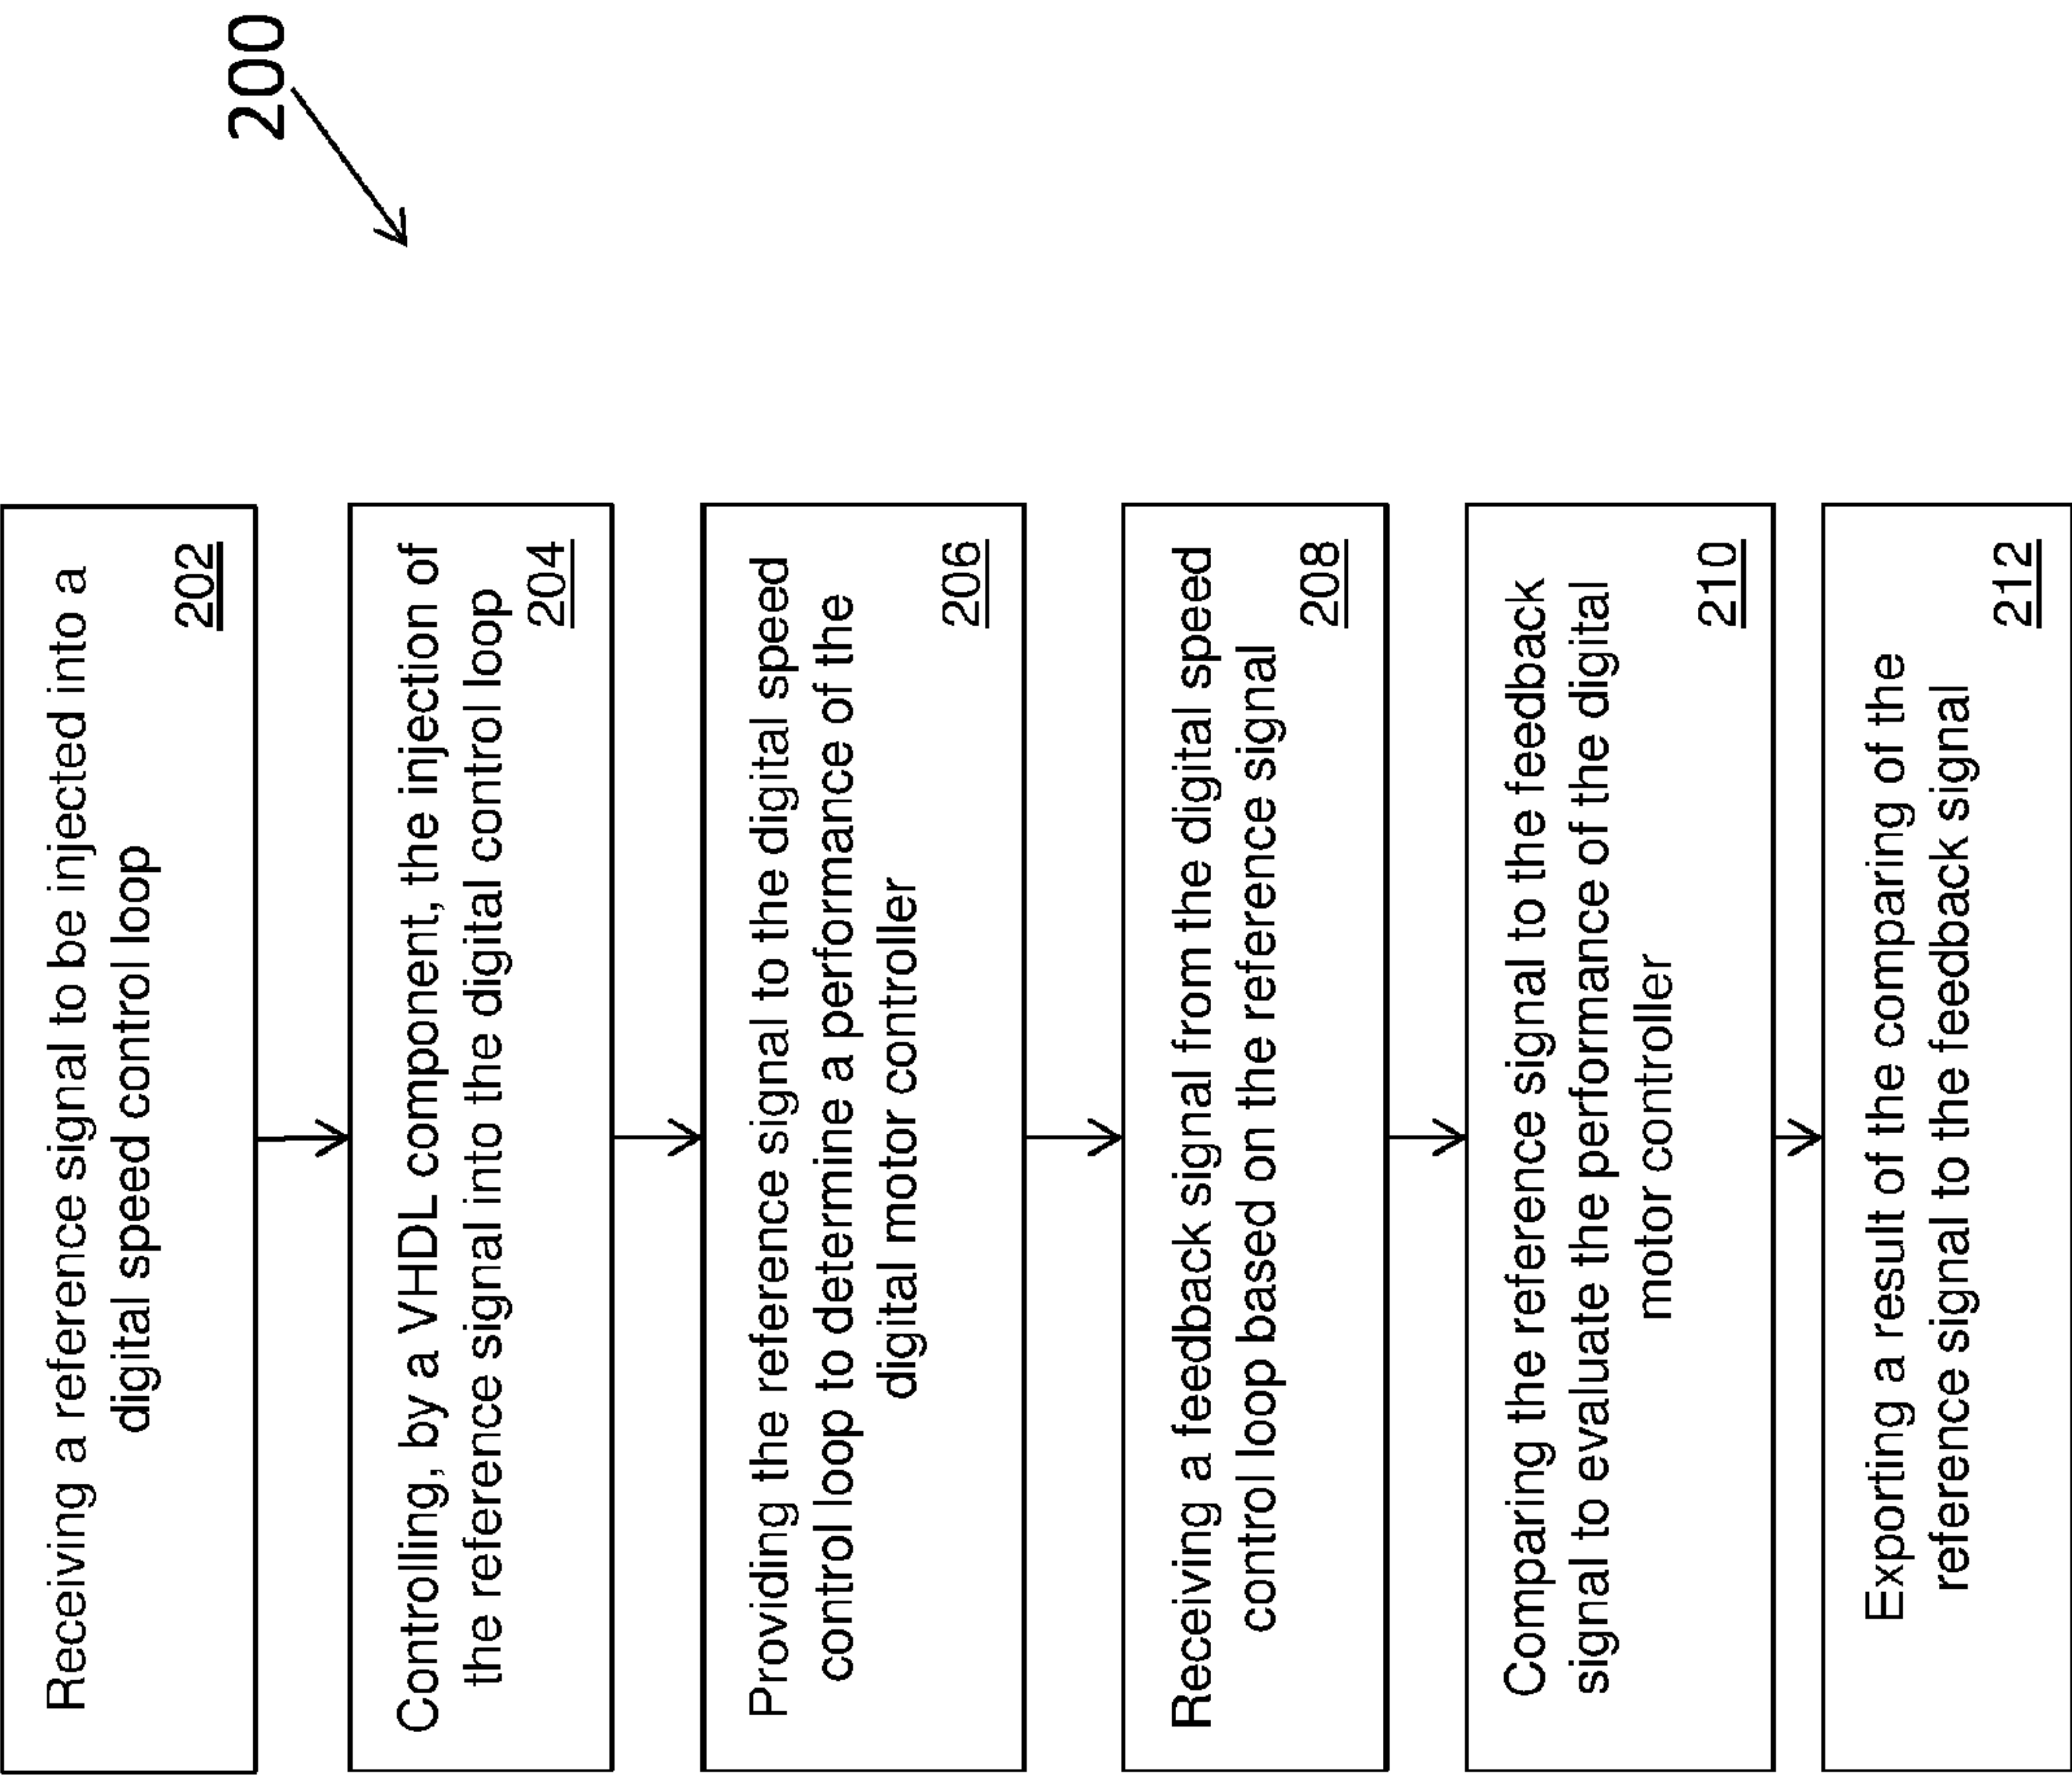 200
Receiving a reference signal to be injected into a
digital speed control loop
202
Controlling, by a VHDL component, the injection of
the reference signal into the digital control loop
204
Providing the reference signal to the digital speed
control loop to determine a performance of the
digital motor controller
206
Receiving a feedback signal from the digital speed
control loop based on the reference signal
208
Comparing the reference signal to the feedback
signal to evaluate the performance of the digital
motor controller
210
Exporting a result of the comparing of the
reference signal to the feedback signal
212